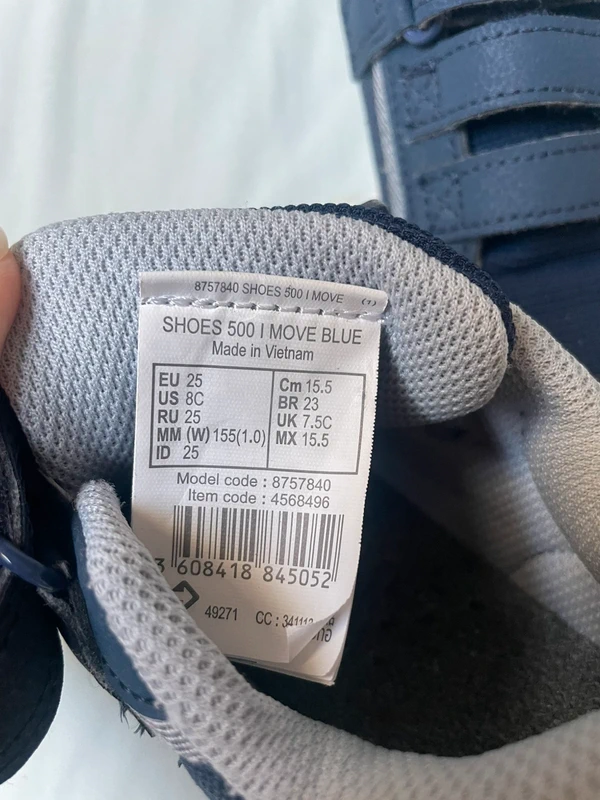 8757840 SHOES 500 I MOVE (1)
SHOES 500 I MOVE BLUE
Made in Vietnam
EU 25
US 8C
RU 25
MM (W) 155(1.0)
ID 25
Cm 15.5
BR 23
UK 7.5C
MX 15.5
Model code : 8757840
Item code : 4568496
3 608418 845052
49271 CC :